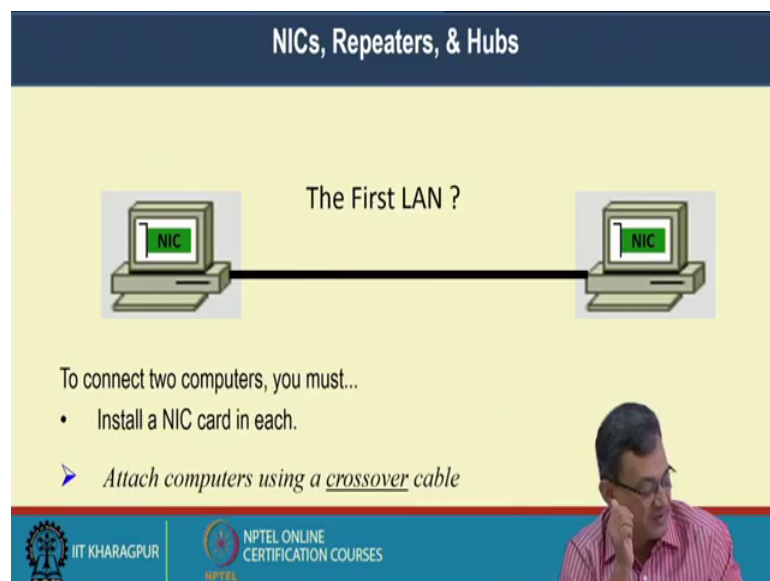 NICs, Repeaters, & Hubs
The First LAN ?
NIC
NIC
To connect two computers, you must...
• Install a NIC card in each.
➢ Attach computers using a crossover cable
IIT KHARAGPUR
NPTEL
NPTEL ONLINE
CERTIFICATION COURSES